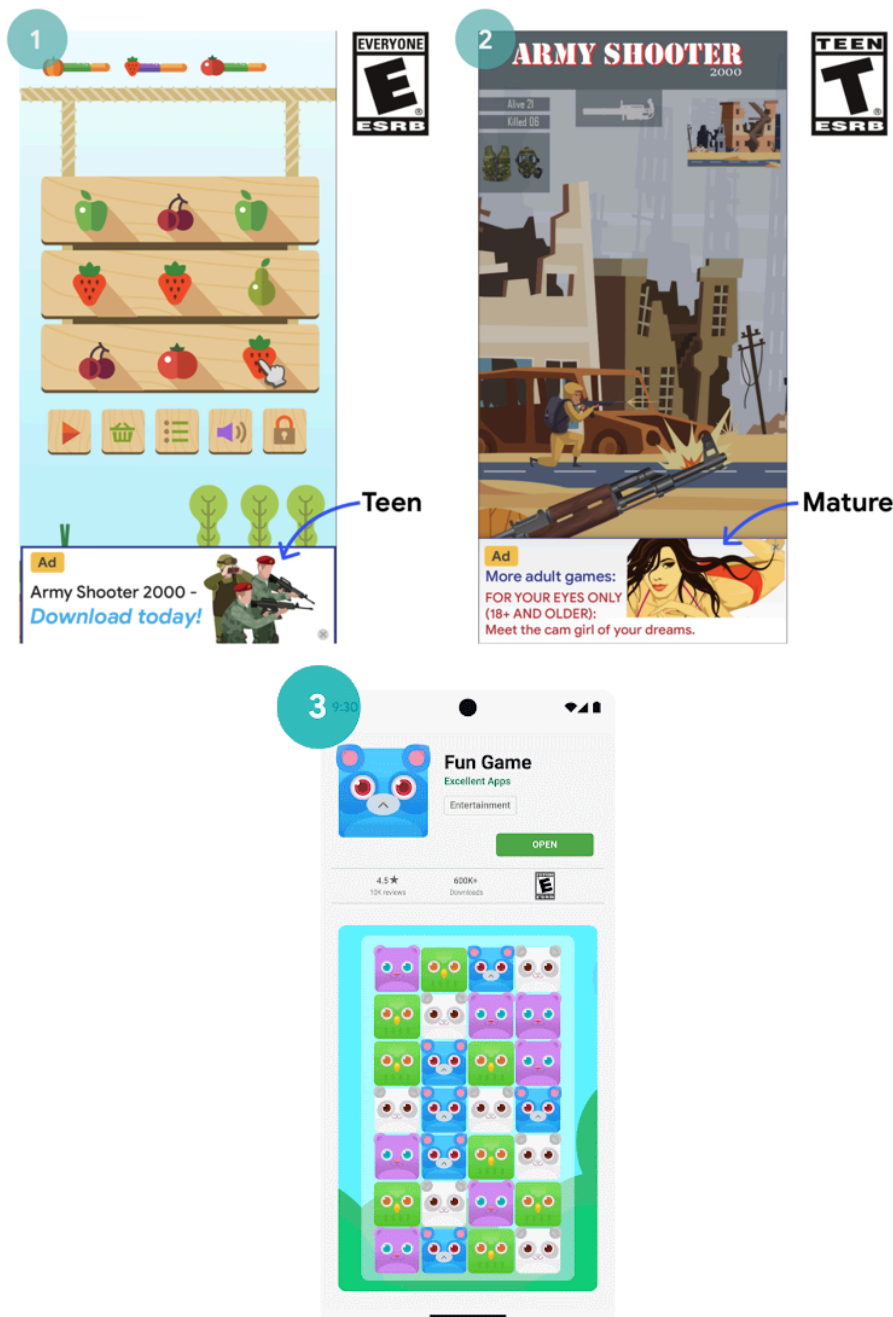 1
EVERYONE
E
ESRB
Ad
Army Shooter 2000 -
Download today!
Teen
2
ARMY SHOOTER
2000
Alive 21
Killed 06
TEEN
T
ESRB
Mature
Ad
More adult games:
FOR YOUR EYES ONLY
(18+ AND OLDER):
Meet the cam girl of your dreams.
3
9:30
Fun Game
Excellent Apps
Entertainment
OPEN
4.5★
600K+
10K reviews
Downloads
EVERYONE
E
ESRB